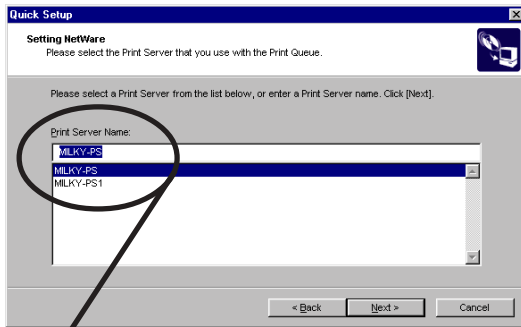 Quick Setup
Setting NetWare
Please select the Print Server that you use with the Print Queue.
Please select a Print Server from the list below, or enter a Print Server name. Click [Next].
Print Server Name:
MILKY-PS
MILKY-PS
MILKY-PS1
< Back Next > Cancel